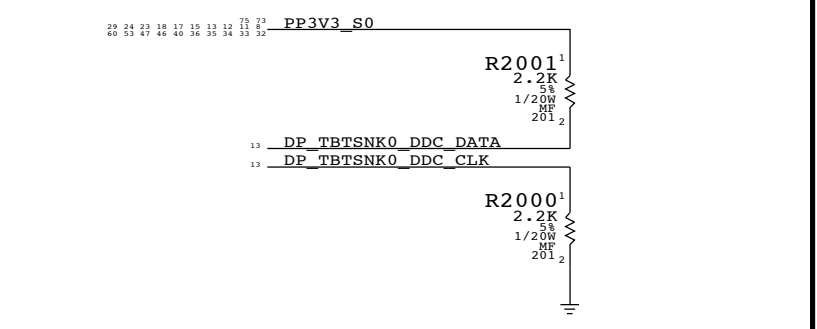 75 73
29 24 23 18 17 15 13 12 11 8
60 53 47 46 40 36 35 34 33 32
PP3V3_S0
R2001 1
2.2K
5%
1/20W
MF
201 2
13 DP_TBTSNK0_DDC_DATA
13 DP_TBTSNK0_DDC_CLK
R2000 1
2.2K
5%
1/20W
MF
201 2